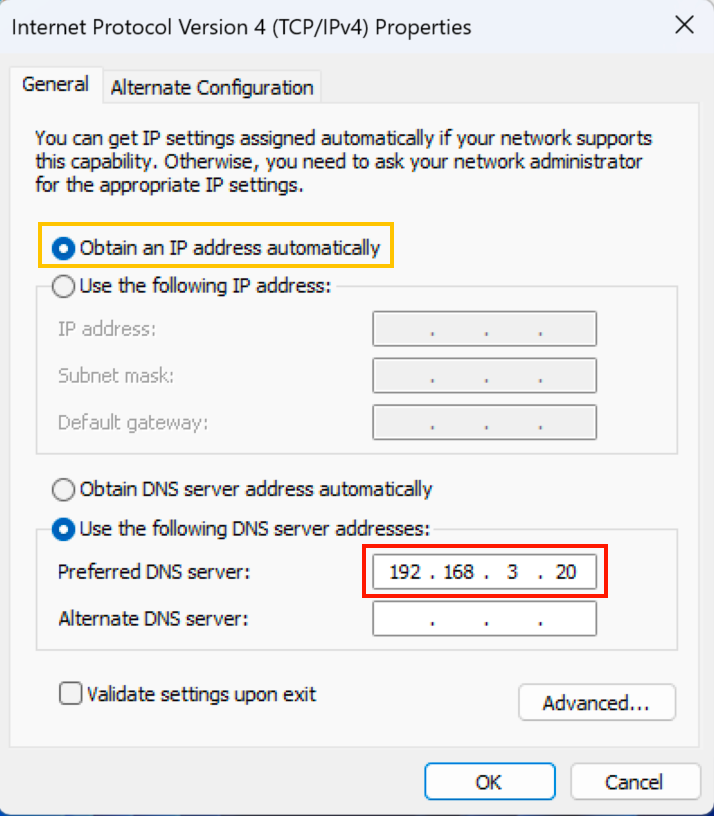 Internet Protocol Version 4 (TCP/IPv4) Properties
General
Alternate Configuration
You can get IP settings assigned automatically if your network supports
this capability. Otherwise, you need to ask your network administrator
for the appropriate IP settings.
Obtain an IP address automatically
Use the following IP address:
IP address:
. . .
Subnet mask:
. . .
Default gateway:
. . .
Obtain DNS server address automatically
Use the following DNS server addresses:
Preferred DNS server:
192 . 168 . 3 . 20
Alternate DNS server:
. . .
Validate settings upon exit
Advanced...
OK
Cancel